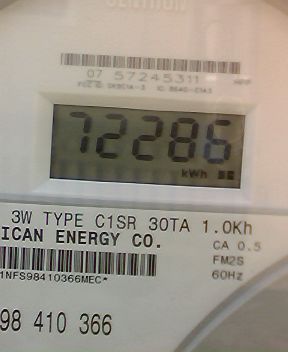 CENTRON
07 57245311
72286
kWh
3W TYPE C1SR 30TA 1.0Kh
ICAN ENERGY CO.
CA 0.5
FM2S
60Hz
1NFS98410366MEC*
98 410 366